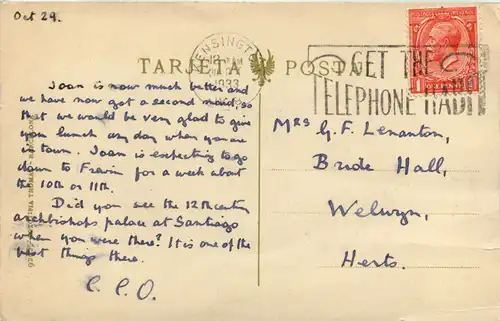 Oct 29.
KENSINGT
1933
GET THE
TELEPHONE HABIT
TARJETA POSTAL
1
Joan is now much better and
we have now got a second maid, so
that we would be very glad to give
you lunch any day when you are
in town. Joan is expecting to go
down to for a week about
the 10th or 11th.
Did you see the 12th century
archbishops palace at Santiago
when you were there? It is one of the
best things there.
C.C.O.
Mrs G. F. Lenanton,
Bride Hall,
Welwyn,
Herts.